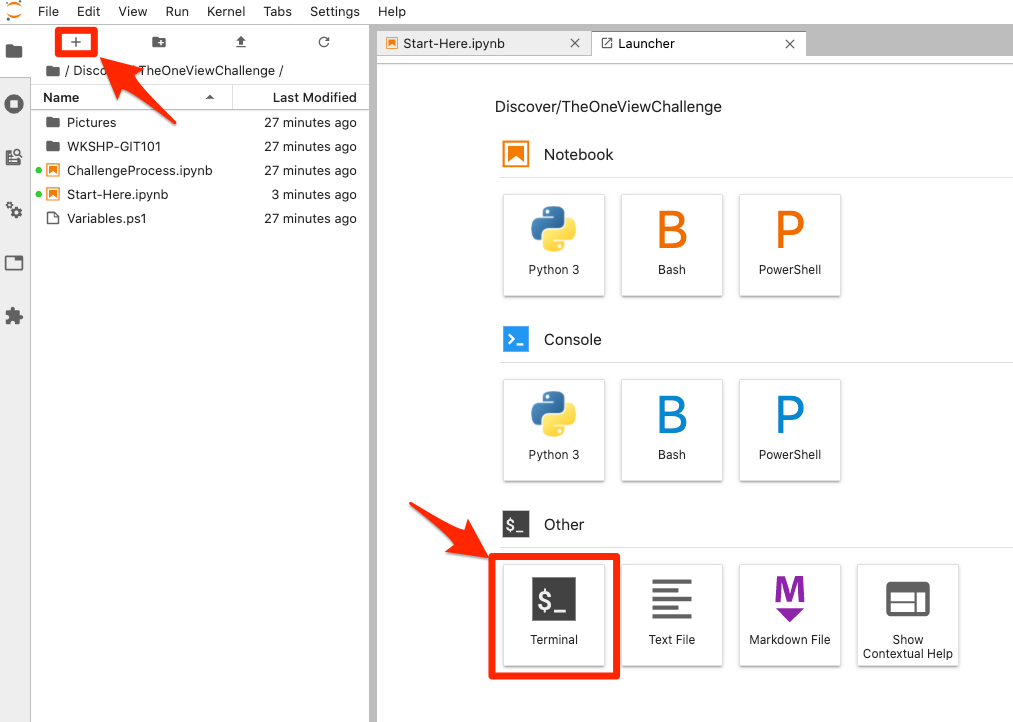 File Edit View Run Kernel Tabs Settings Help
Start-Here.ipynb
Launcher
/ Disco TheOneViewChallenge /
Name Last Modified
Pictures 27 minutes ago
WKSHP-GIT101 27 minutes ago
ChallengeProcess.ipynb 27 minutes ago
Start-Here.ipynb 3 minutes ago
Variables.ps1 27 minutes ago
Discover/TheOneViewChallenge
Notebook
Python 3
B
Bash
P
PowerShell
>_
Console
Python 3
B
Bash
P
PowerShell
$_
Other
$_
Terminal
Text File
M
Markdown File
Show
Contextual Help